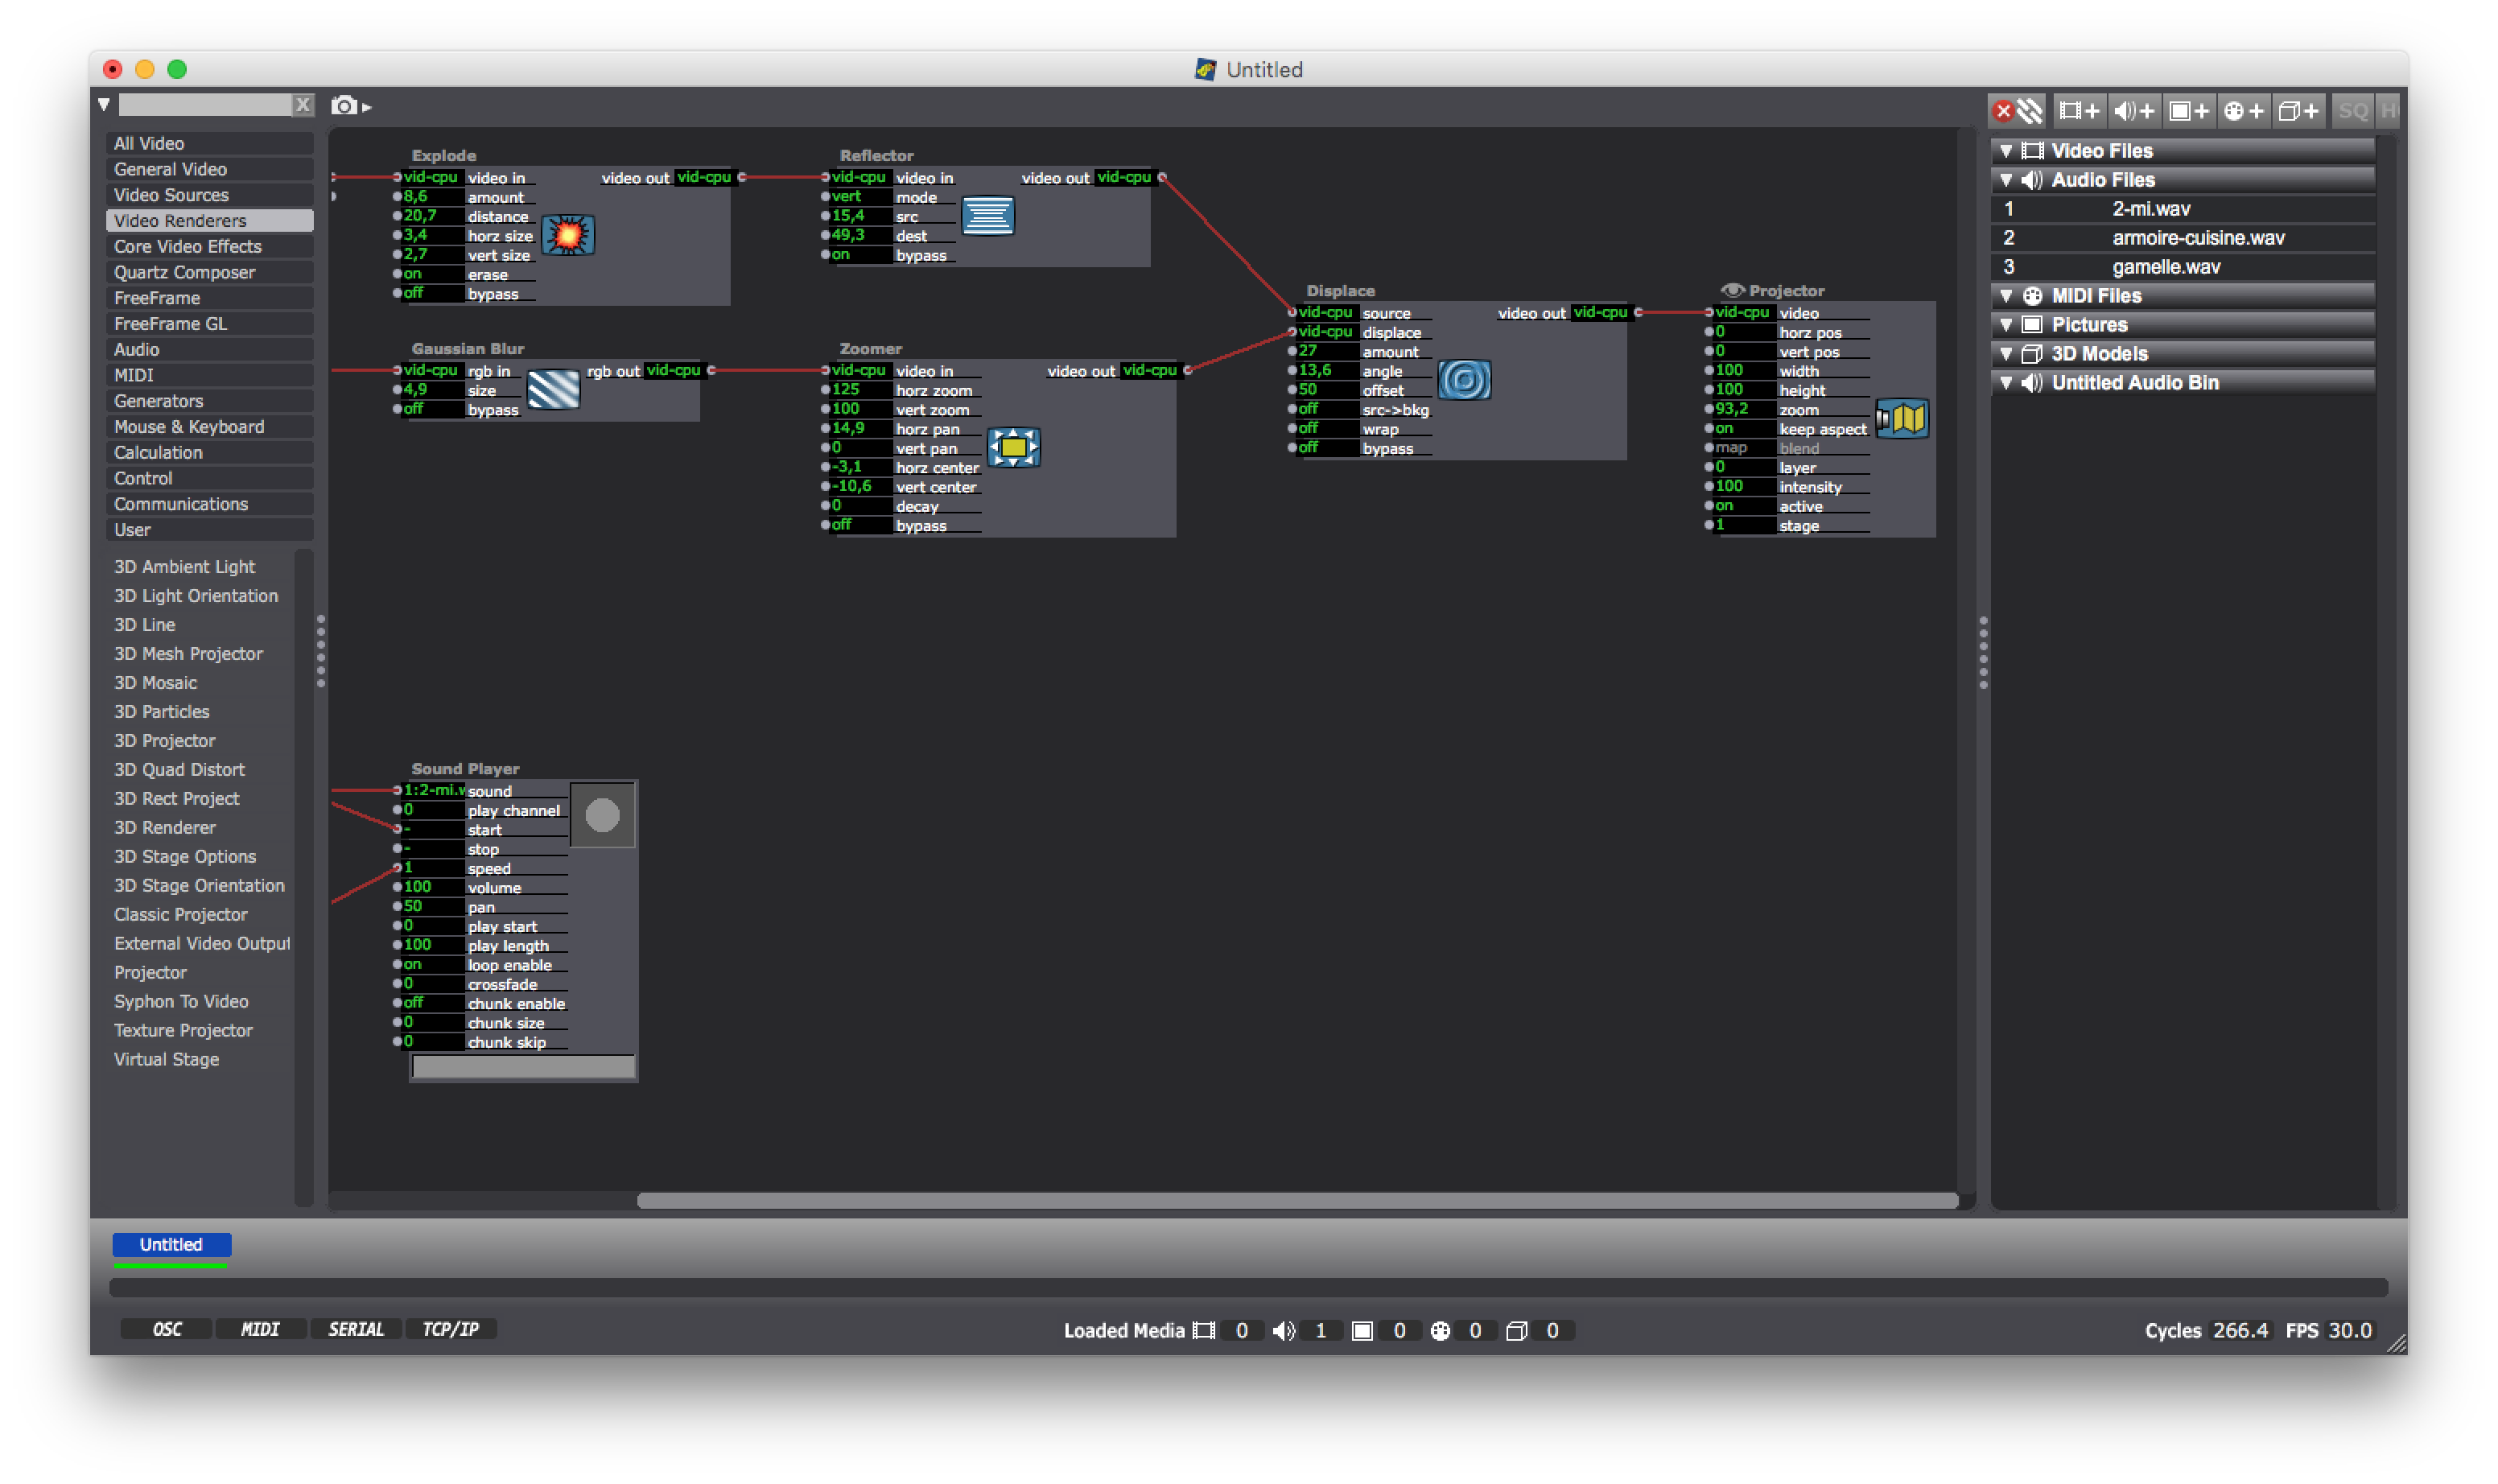 Untitled
X
All Video
General Video
Video Sources
Video Renderers
Core Video Effects
Quartz Composer
FreeFrame
FreeFrame GL
Audio
MIDI
Generators
Mouse & Keyboard
Calculation
Control
Communications
User
3D Ambient Light
3D Light Orientation
3D Line
3D Mesh Projector
3D Mosaic
3D Particles
3D Projector
3D Quad Distort
3D Rect Project
3D Renderer
3D Stage Options
3D Stage Orientation
Classic Projector
External Video Output
Projector
Syphon To Video
Texture Projector
Virtual Stage
Explode
vid-cpu video in video out vid-cpu
8,6 amount
20,7 distance
3,4 horz size
2,7 vert size
on erase
off bypass
Reflector
vid-cpu video in video out vid-cpu
vert mode
15,4 src
49,3 dest
on bypass
Gaussian Blur
vid-cpu rgb in rgb out vid-cpu
4,9 size
off bypass
Zoomer
vid-cpu video in video out vid-cpu
125 horz zoom
100 vert zoom
14,9 horz pan
0 vert pan
-3,1 horz center
-10,6 vert center
0 decay
off bypass
Displace
vid-cpu source video out vid-cpu
vid-cpu displace
27 amount
13,6 angle
50 offset
off src->bkg
off wrap
off bypass
Projector
vid-cpu video
0 horz pos
0 vert pos
100 width
100 height
93,2 zoom
on keep aspect
map blend
0 layer
100 intensity
on active
1 stage
Sound Player
1:2-mi.w sound
0 play channel
- start
- stop
1 speed
100 volume
50 pan
0 play start
100 play length
on loop enable
0 crossfade
off chunk enable
0 chunk size
0 chunk skip
SQ H
Video Files
Audio Files
1 2-mi.wav
2 armoire-cuisine.wav
3 gamelle.wav
MIDI Files
Pictures
3D Models
Untitled Audio Bin
Untitled
OSC MIDI SERIAL TCP/IP
Loaded Media 0 1 0 0 0
Cycles 266.4 FPS 30.0